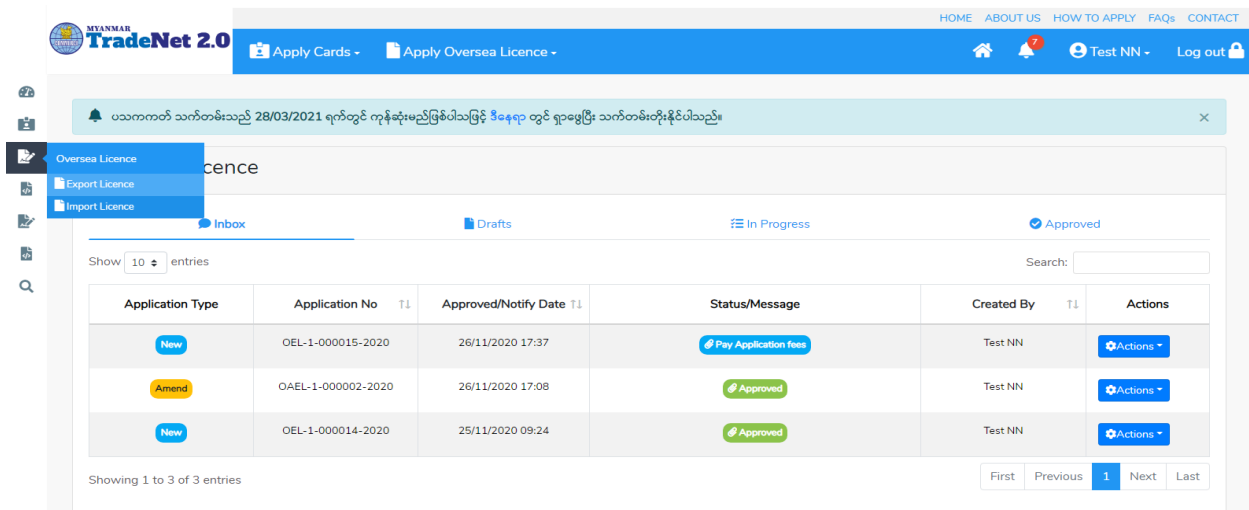 HOME ABOUT US HOW TO APPLY FAQs CONTACT
MYANMAR
TradeNet 2.0
Apply Cards
Apply Oversea Licence
7
Test NN
Log out
ပသကကတ် သက်တမ်းသည် 28/03/2021 ရက်တွင် ကုန်ဆုံးမည်ဖြစ်ပါသဖြင့် ဒီနေရာ တွင် ရှာဖွေပြီး သက်တမ်းတိုးနိုင်ပါသည်။ ×
Oversea Licence
cence
Export Licence
Import Licence
Inbox Drafts In Progress Approved
Show 10 entries Search:
Application Type Application No Approved/Notify Date Status/Message Created By Actions
New OEL-1-000015-2020 26/11/2020 17:37 Pay Application fees Test NN Actions
Amend OAEL-1-000002-2020 26/11/2020 17:08 Approved Test NN Actions
New OEL-1-000014-2020 25/11/2020 09:24 Approved Test NN Actions
Showing 1 to 3 of 3 entries First Previous 1 Next Last